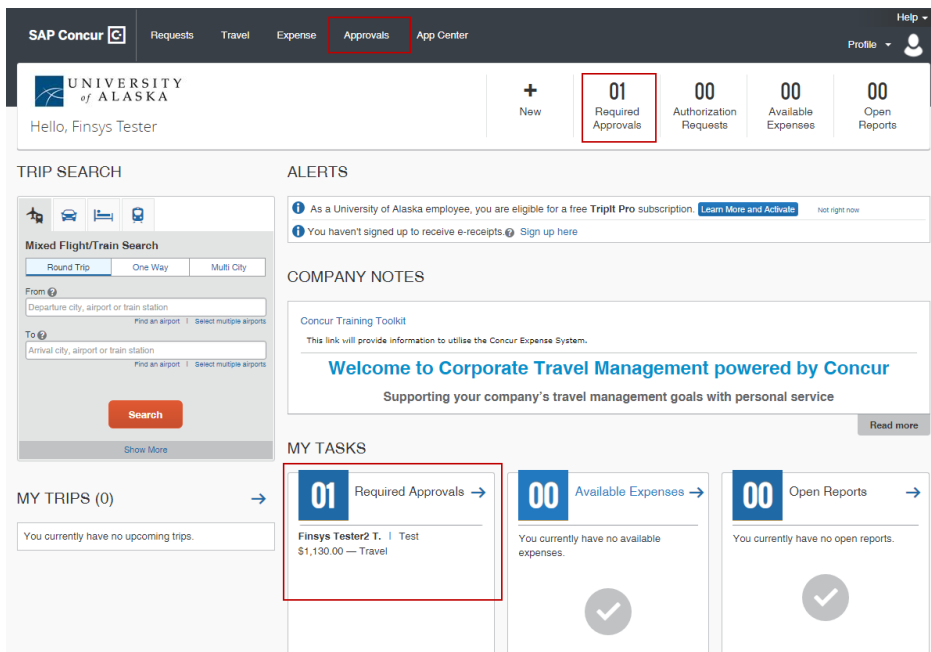 Help
SAP Concur C
Requests
Travel
Expense
Approvals
App Center
Profile
UNIVERSITY
of ALASKA
Hello, Finsys Tester
+
New
01
Required
Approvals
00
Authorization
Requests
00
Available
Expenses
00
Open
Reports
TRIP SEARCH
Mixed Flight/Train Search
Round Trip
One Way
Multi City
From ?
Departure city, airport or train station
Find an airport | Select multiple airports
To ?
Arrival city, airport or train station
Find an airport | Select multiple airports
Search
Show More
MY TRIPS (0)
You currently have no upcoming trips.
ALERTS
As a University of Alaska employee, you are eligible for a free TripIt Pro subscription. Learn More and Activate Not right now
You haven't signed up to receive e-receipts. Sign up here
COMPANY NOTES
Concur Training Toolkit
This link will provide information to utilise the Concur Expense System.
Welcome to Corporate Travel Management powered by Concur
Supporting your company's travel management goals with personal service
Read more
MY TASKS
01 Required Approvals
Finsys Tester2 T. | Test
$1,130.00 — Travel
00 Available Expenses
You currently have no available
expenses.
00 Open Reports
You currently have no open reports.